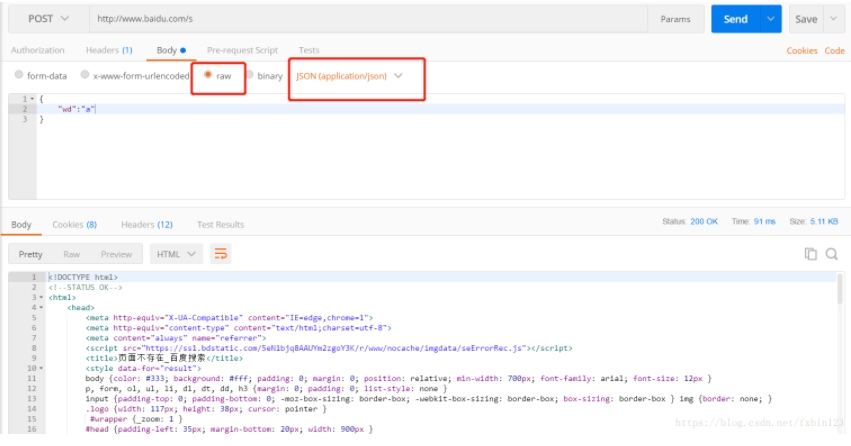 POST http://www.baidu.com/s Params Send Save
Authorization Headers (1) Body Pre-request Script Tests Cookies Code
form-data x-www-form-urlencoded raw binary JSON (application/json)
1 {
2 "wd":"a"
3 }
Body Cookies (8) Headers (12) Test Results Status: 200 OK Time: 91 ms Size: 5.11 KB
Pretty Raw Preview HTML
1 <!DOCTYPE html>
2 <!--STATUS OK-->
3 <html>
4 <head>
5 <meta http-equiv="X-UA-Compatible" content="IE=edge,chrome=1">
6 <meta http-equiv="content-type" content="text/html;charset=utf-8">
7 <meta content="always" name="referrer">
8 <script src="https://ss1.bdstatic.com/5eN1bjq8AAUYm2zgoY3K/r/www/nocache/imgdata/seErrorRec.js"></script>
9 <title>页面不存在_百度搜索</title>
10 <style data-for="result">
11 body {color: #333; background: #fff; padding: 0; margin: 0; position: relative; min-width: 700px; font-family: arial; font-size: 12px }
12 p, form, ol, ul, li, dl, dt, dd, h3 {margin: 0; padding: 0; list-style: none }
13 input {padding-top: 0; padding-bottom: 0; -moz-box-sizing: border-box; -webkit-box-sizing: border-box; box-sizing: border-box } img {border: none; }
14 .logo {width: 117px; height: 38px; cursor: pointer }
15 #wrapper {_zoom: 1 }
16 #head {padding-left: 35px; margin-bottom: 20px; width: 900px }
https://blog.csdn.net/fxbin123